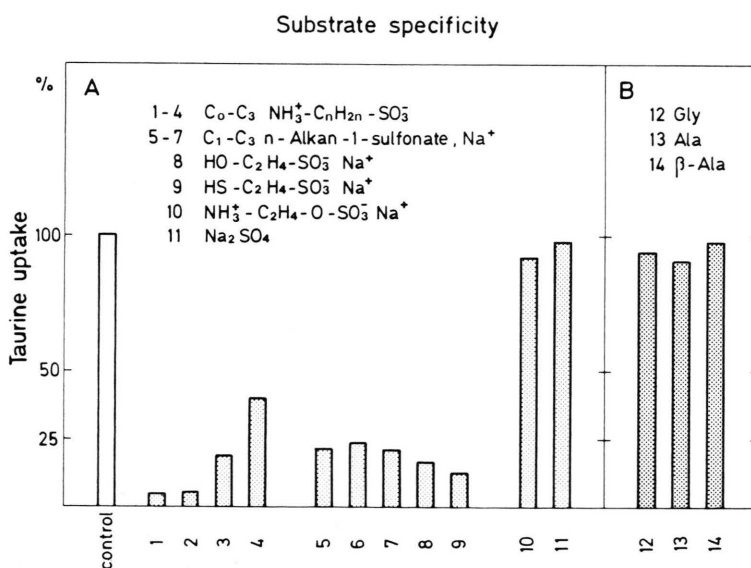 Substrate specificity
%
A
1-4 C₀-C₃ NH₃⁺-CₙH₂ₙ-SO₃⁻
5-7 C₁-C₃ n-Alkan-1-sulfonate, Na⁺
8 HO-C₂H₄-SO₃⁻ Na⁺
9 HS-C₂H₄-SO₃⁻ Na⁺
10 NH₃⁺-C₂H₄-O-SO₃⁻ Na⁺
11 Na₂SO₄
B
12 Gly
13 Ala
14 β-Ala
Taurine uptake
100
50
25
control 1 2 3 4 5 6 7 8 9 10 11 12 13 14